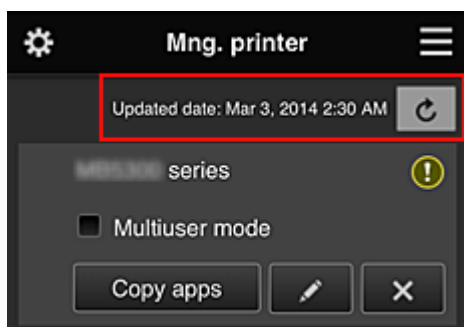 Mng. printer
Updated date: Mar 3, 2014 2:30 AM
series
Multiuser mode
Copy apps